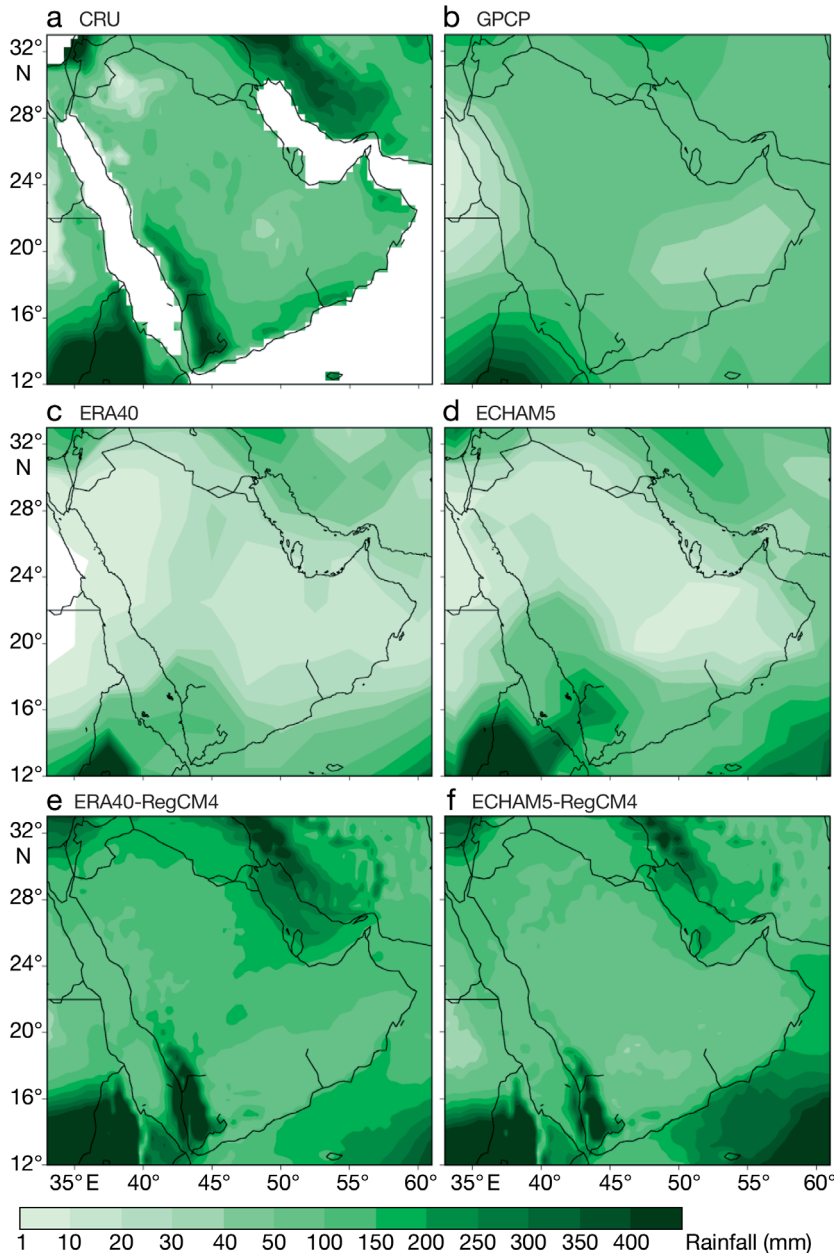 a CRU
b GPCP
32°
N
28°
24°
20°
16°
12°
c ERA40
d ECHAM5
32°
N
28°
24°
20°
16°
12°
e ERA40-RegCM4
f ECHAM5-RegCM4
32°
N
28°
24°
20°
16°
12°
35° E 40° 45° 50° 55° 60° 35° E 40° 45° 50° 55° 60°
1 10 20 30 40 50 100 150 200 250 300 350 400 Rainfall (mm)